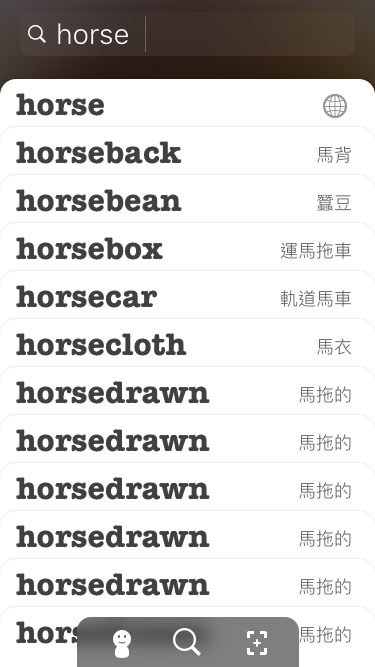 horse
horse
horseback 馬背
horsebean 蠶豆
horsebox 運馬拖車
horsecar 軌道馬車
horsecloth 馬衣
horsedrawn 馬拖的
horsedrawn 馬拖的
horsedrawn 馬拖的
horsedrawn 馬拖的
horsedrawn 馬拖的
馬拖的